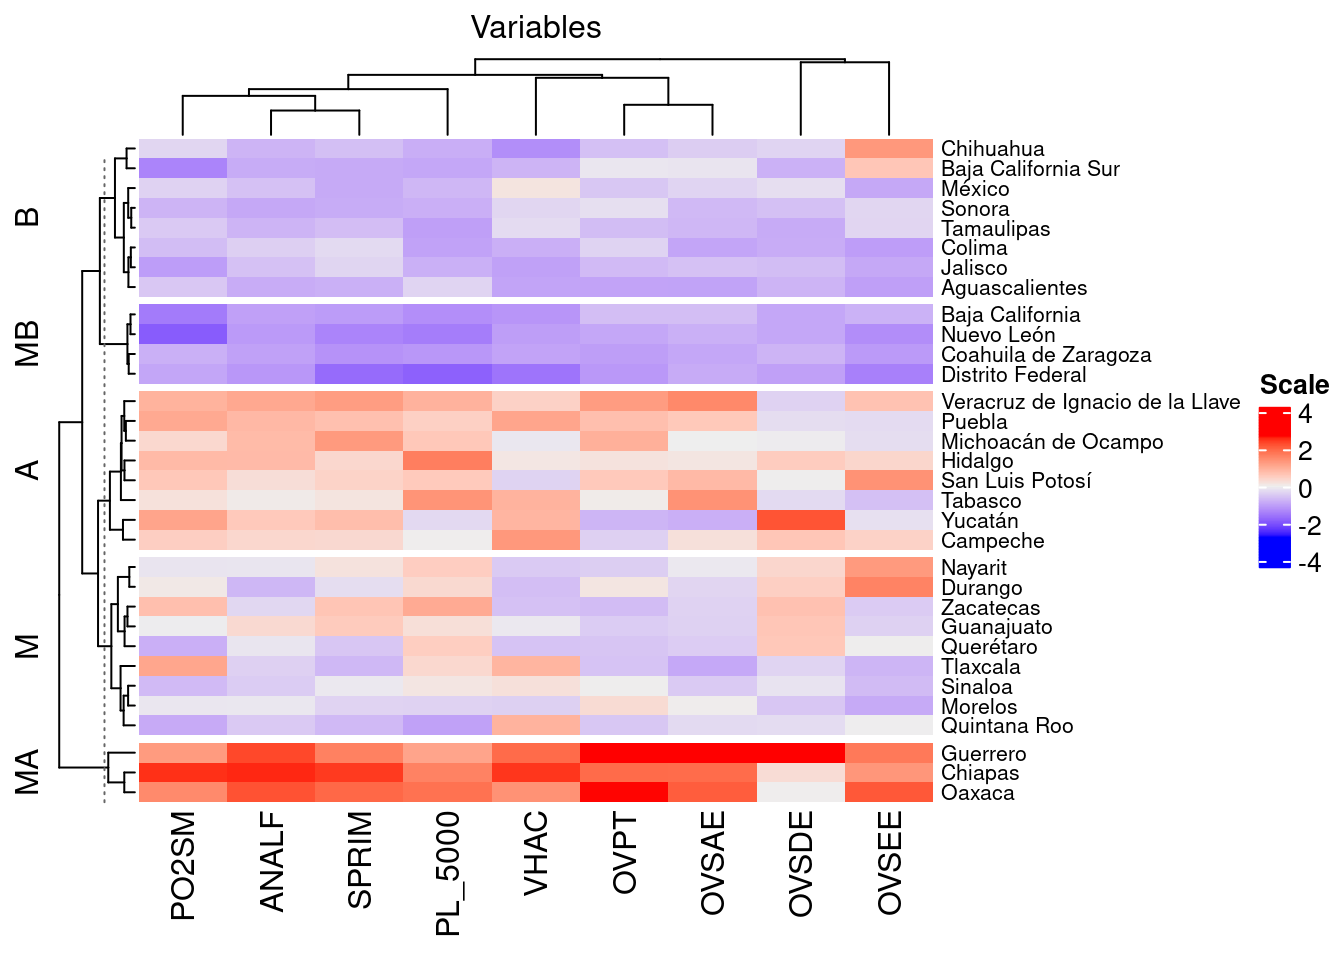 Variables
B
MB
A
M
MA
Chihuahua
Baja California Sur
México
Sonora
Tamaulipas
Colima
Jalisco
Aguascalientes
Baja California
Nuevo León
Coahuila de Zaragoza
Distrito Federal
Veracruz de Ignacio de la Llave
Puebla
Michoacán de Ocampo
Hidalgo
San Luis Potosí
Tabasco
Yucatán
Campeche
Nayarit
Durango
Zacatecas
Guanajuato
Querétaro
Tlaxcala
Sinaloa
Morelos
Quintana Roo
Guerrero
Chiapas
Oaxaca
PO2SM
ANALF
SPRIM
PL_5000
VHAC
OVPT
OVSAE
OVSDE
OVSEE
Scale
4
2
0
-2
-4